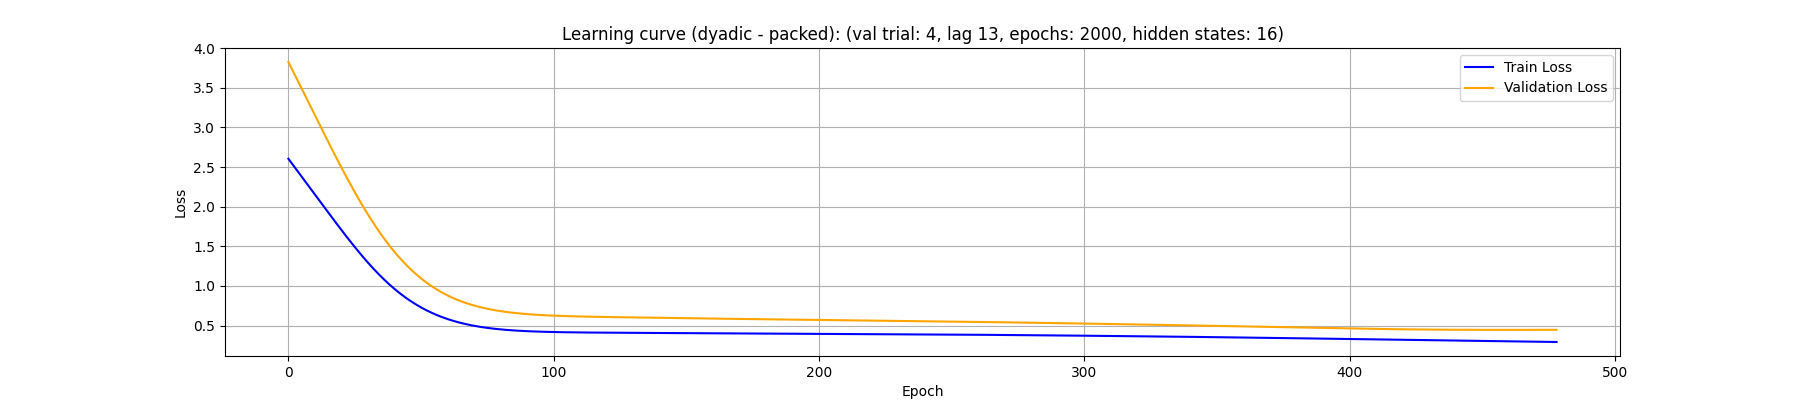 Learning curve (dyadic - packed): (val trial: 4, lag 13, epochs: 2000, hidden states: 16)
4.0
3.5
3.0
2.5
2.0
1.5
1.0
0.5
Loss
Train Loss
Validation Loss
0 100 200 300 400 500
Epoch